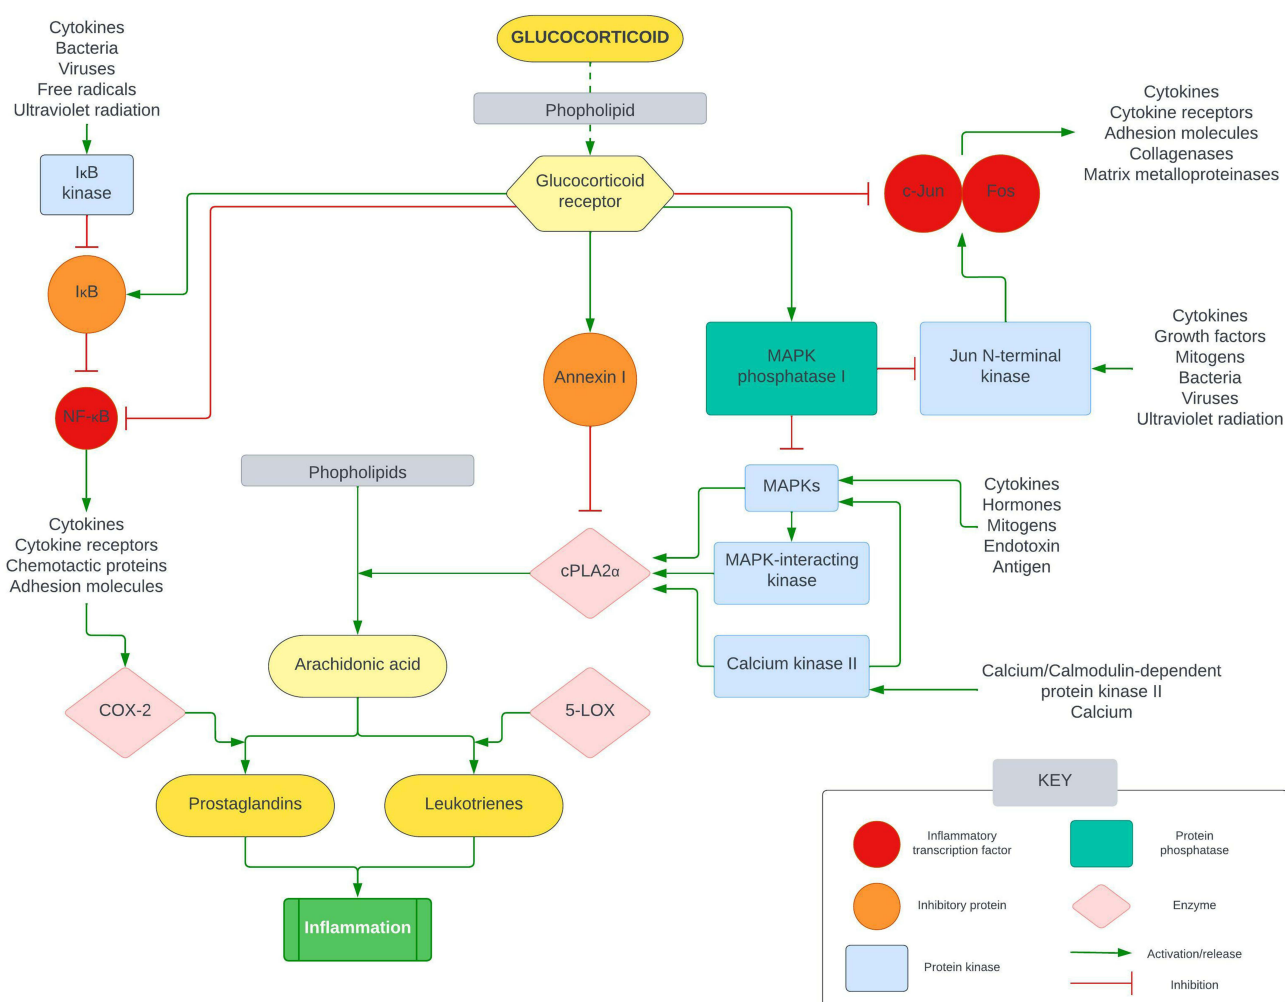 GLUCOCORTICOID
Phopholipid
Glucocorticoid
receptor
Cytokines
Bacteria
Viruses
Free radicals
Ultraviolet radiation
IκB
kinase
IκB
NF-κB
Cytokines
Cytokine receptors
Chemotactic proteins
Adhesion molecules
COX-2
Phopholipids
Arachidonic acid
5-LOX
Prostaglandins
Leukotrienes
Inflammation
Annexin I
cPLA2α
MAPK
phosphatase I
MAPKs
MAPK-interacting
kinase
Calcium kinase II
c-Jun
Fos
Cytokines
Cytokine receptors
Adhesion molecules
Collagenases
Matrix metalloproteinases
Jun N-terminal
kinase
Cytokines
Growth factors
Mitogens
Bacteria
Viruses
Ultraviolet radiation
Cytokines
Hormones
Mitogens
Endotoxin
Antigen
Calcium/Calmodulin-dependent
protein kinase II
Calcium
KEY
Inflammatory
transcription factor
Protein
phosphatase
Inhibitory protein
Enzyme
Protein kinase
Activation/release
Inhibition